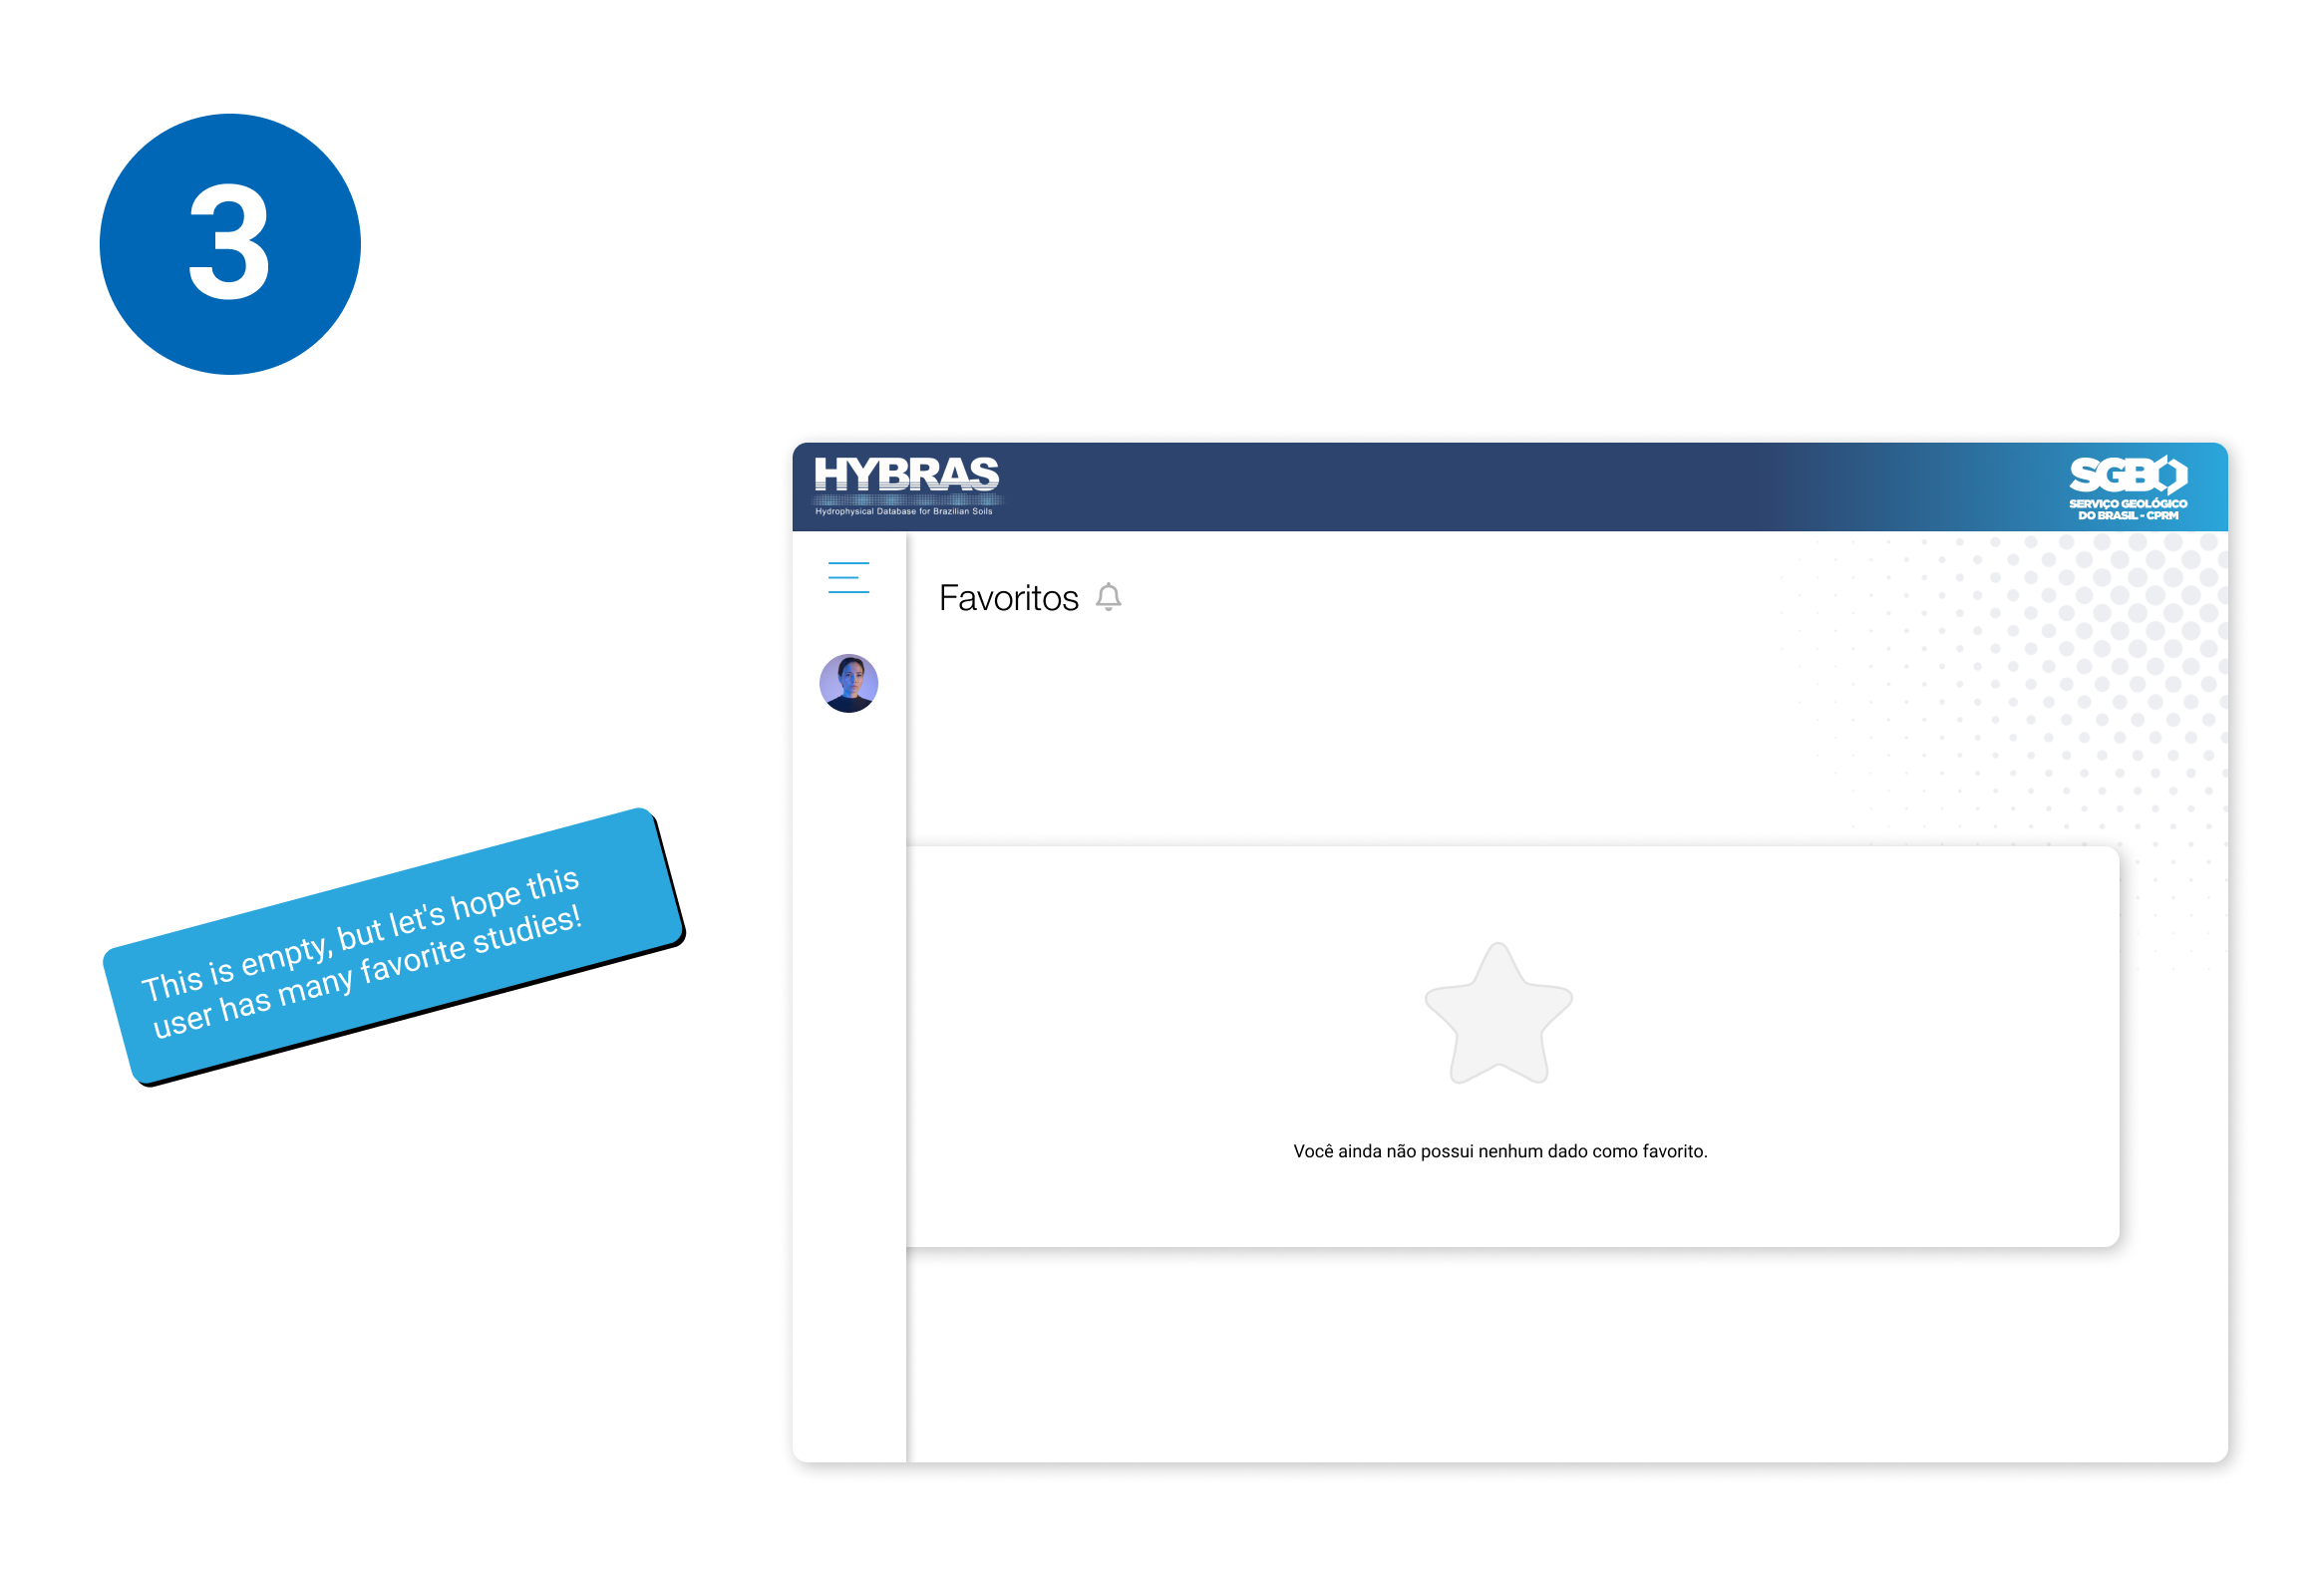 3
HYBRAS
Hydrophysical Database for Brazilian Soils
SGB
SERVIÇO GEOLÓGICO
DO BRASIL - CPRM
Favoritos
This is empty, but let's hope this
user has many favorite studies!
Você ainda não possui nenhum dado como favorito.